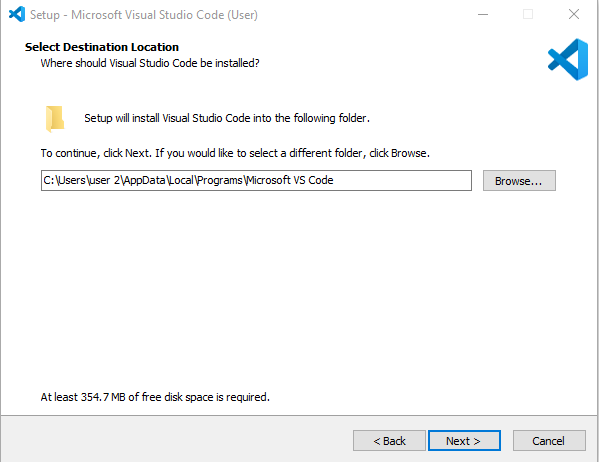 Setup - Microsoft Visual Studio Code (User)
Select Destination Location
Where should Visual Studio Code be installed?
Setup will install Visual Studio Code into the following folder.
To continue, click Next. If you would like to select a different folder, click Browse.
C:\Users\user 2\AppData\Local\Programs\Microsoft VS Code
Browse...
At least 354.7 MB of free disk space is required.
< Back
Next >
Cancel